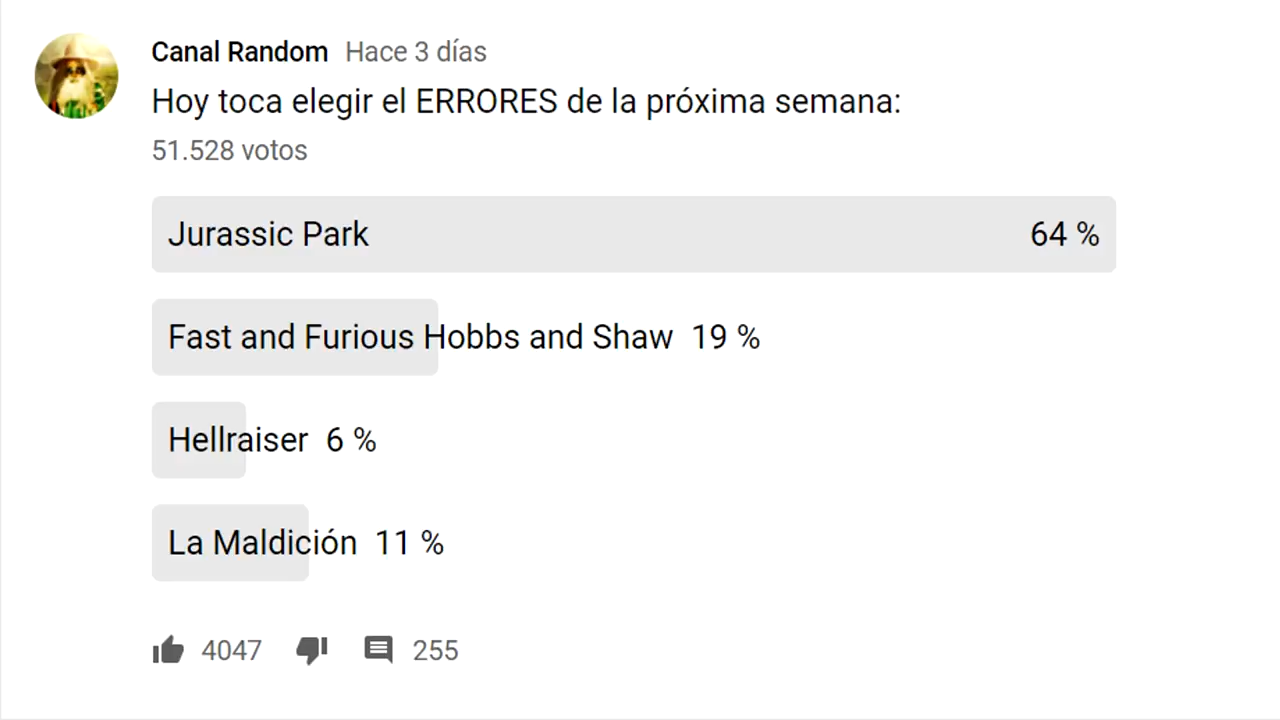 Canal Random Hace 3 días
Hoy toca elegir el ERRORES de la próxima semana:
51.528 votos
Jurassic Park 64 %
Fast and Furious Hobbs and Shaw 19 %
Hellraiser 6 %
La Maldición 11 %
4047 255